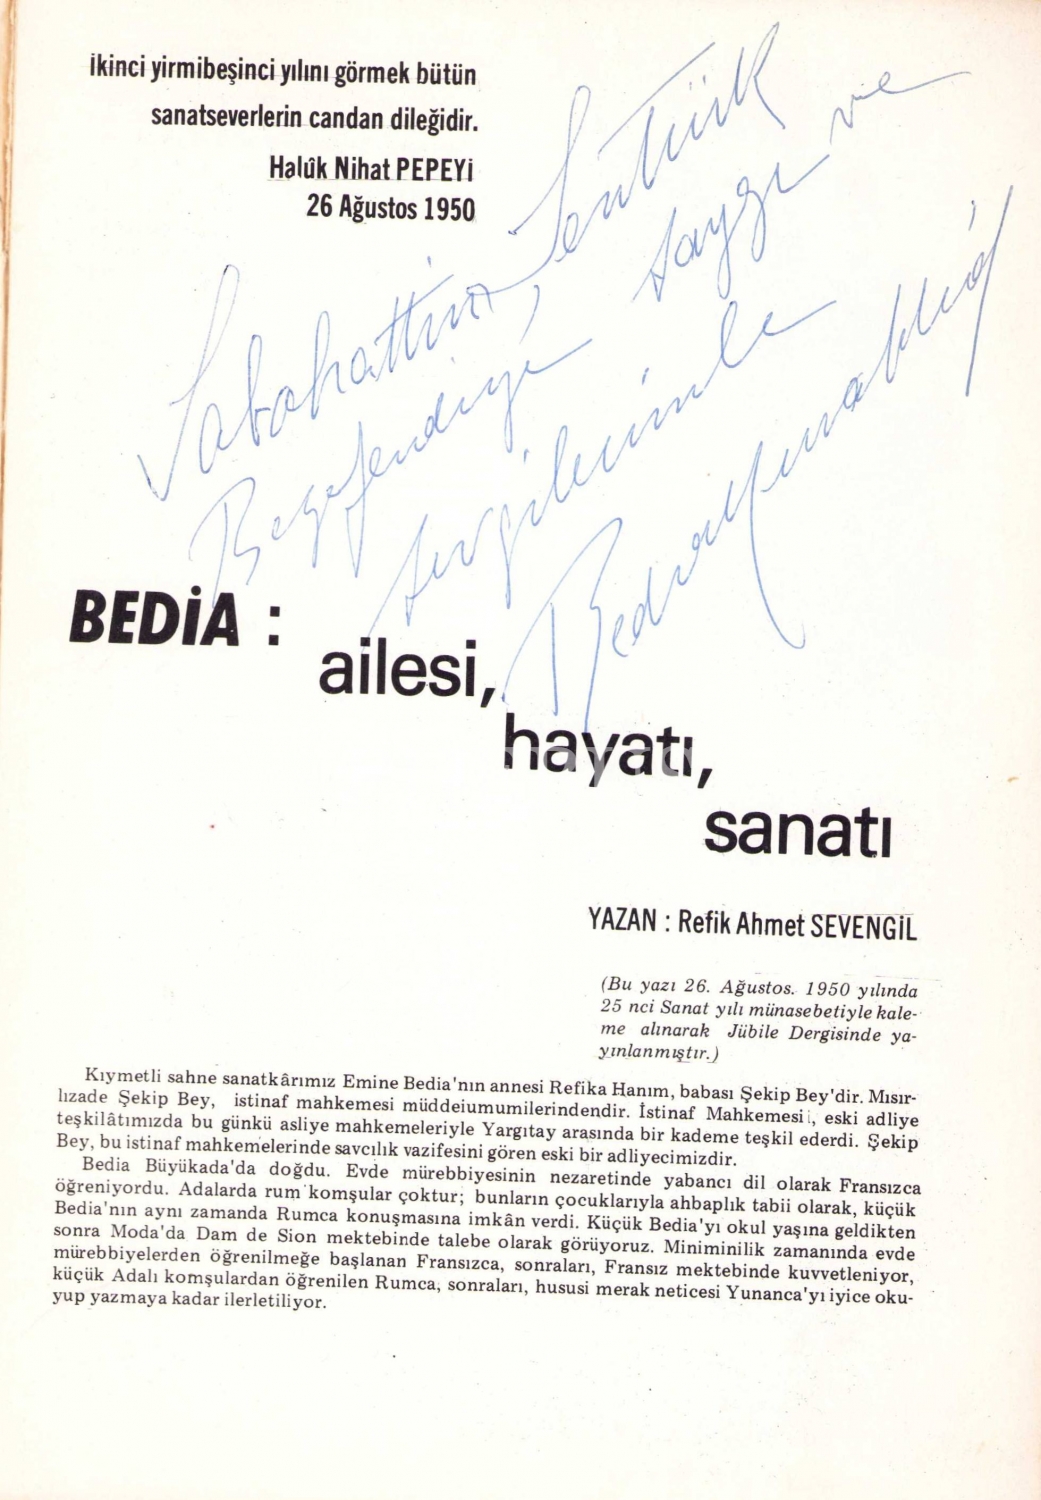 İkinci yirmibeşinci yılını görmek bütün
sanatseverlerin candan dileğidir.
Halûk Nihat PEPEYİ
26 Ağustos 1950
Sabahattin Şentürk
Beyefendiye, saygı ve
sevgilerimle
Bedia Muvahhid
BEDİA :
ailesi,
hayatı,
sanatı
YAZAN : Refik Ahmet SEVENGİL
(Bu yazı 26. Ağustos. 1950 yılında
25 nci Sanat yılı münasebetiyle kale-
me alınarak Jübile Dergisinde ya-
yınlanmıştır.)
Kıymetli sahne sanatkârımız Emine Bedia'nın annesi Refika Hanım, babası Şekip Bey'dir. Mısır-
lızade Şekip Bey, istinaf mahkemesi müddeiumumilerindendir. İstinaf Mahkemesi, eski adliye
teşkilâtımızda bu günkü asliye mahkemeleriyle Yargıtay arasında bir kademe teşkil ederdi. Şekip
Bey, bu istinaf mahkemelerinde savcılık vazifesini gören eski bir adliyecimizdir.
Bedia Büyükada'da doğdu. Evde mürebbiyesinin nezaretinde yabancı dil olarak Fransızca
öğreniyordu. Adalarda rum komşular çoktur; bunların çocuklarıyla ahbaplık tabii olarak, küçük
Bedia'nın aynı zamanda Rumca konuşmasına imkân verdi. Küçük Bedia'yı okul yaşına geldikten
sonra Moda'da Dam de Sion mektebinde talebe olarak görüyoruz. Miniminilik zamanında evde
mürebbiyelerden öğrenilmeğe başlanan Fransızca, sonraları, Fransız mektebinde kuvvetleniyor,
küçük Adalı komşulardan öğrenilen Rumca, sonraları, hususi merak neticesi Yunanca'yı iyice oku-
yup yazmaya kadar ilerletiliyor.